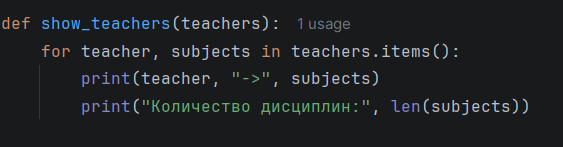 def show_teachers(teachers): 1 usage
    for teacher, subjects in teachers.items():
        print(teacher, "->", subjects)
        print("Количество дисциплин:", len(subjects))